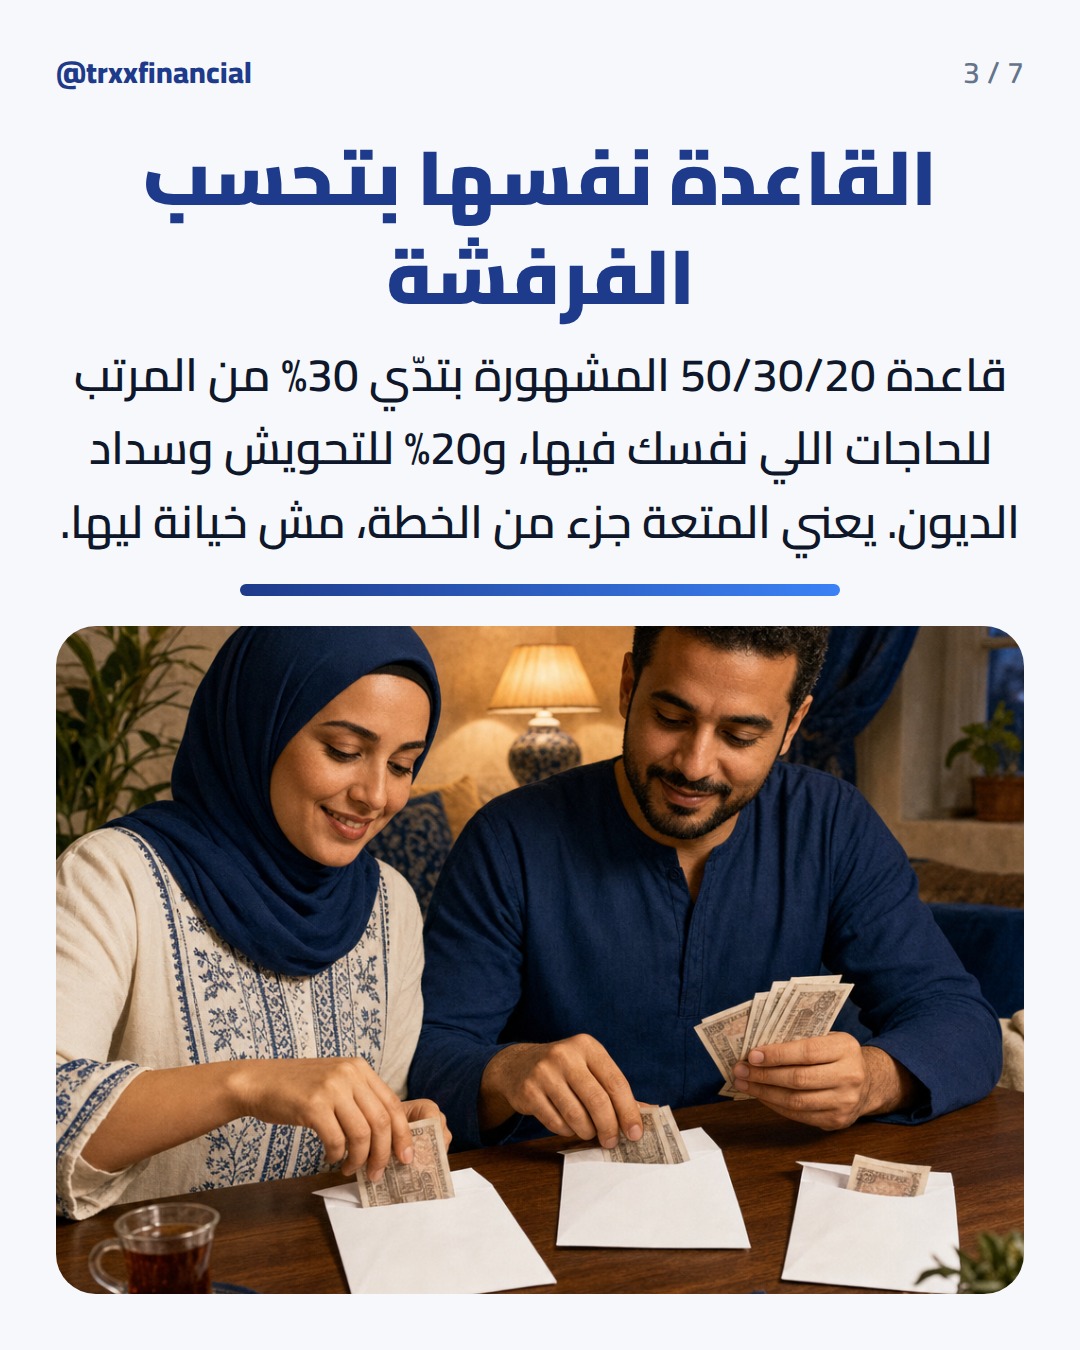 @trxxfinancial
3 / 7
القاعدة نفسها بتحسب
الفرفشة
قاعدة 50/30/20 المشهورة بتدّي 30% من المرتب
للحاجات اللي نفسك فيها، و20% للتحويش وسداد
الديون. يعني المتعة جزء من الخطة، مش خيانة ليها.